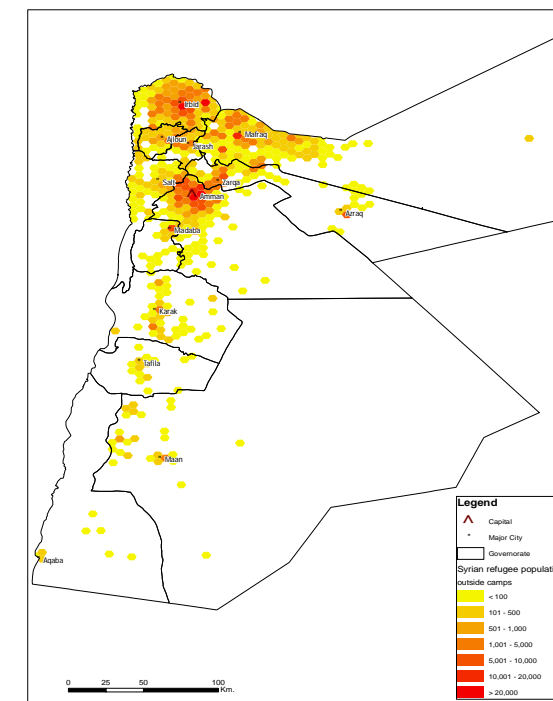 Irbid
Mafraq
Ajloun
Jarash
Salt
Zarqa
Amman
Azraq
Madaba
Karak
Tafila
Maan
Aqaba
Legend
Capital
Major City
Governorate
Syrian refugee populati
outside camps
< 100
101 - 500
501 - 1,000
1,001 - 5,000
5,001 - 10,000
10,001 - 20,000
> 20,000
0 25 50 100
Km.